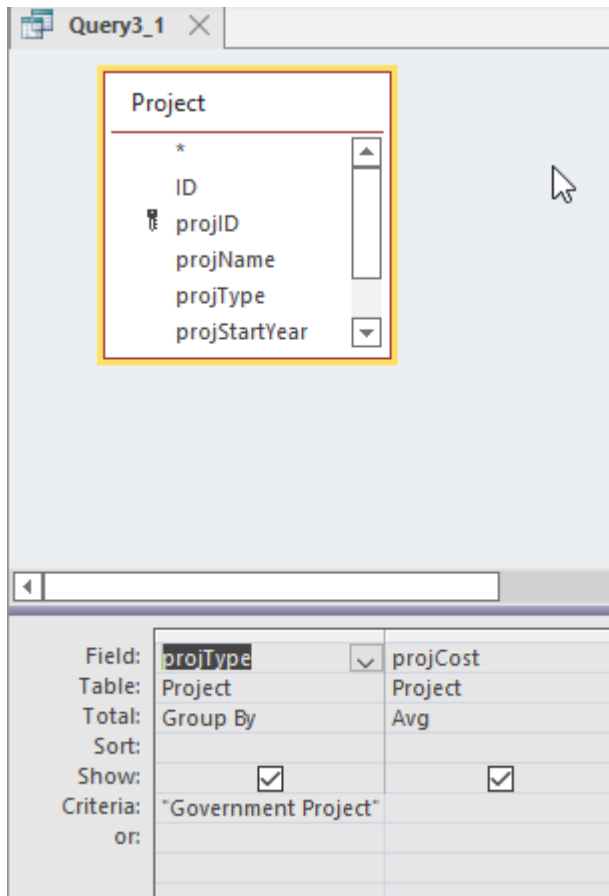 Query3_1
Project
*
ID
projID
projName
projType
projStartYear
Field: projType projCost
Table: Project Project
Total: Group By Avg
Sort:
Show:
Criteria: "Government Project"
or: